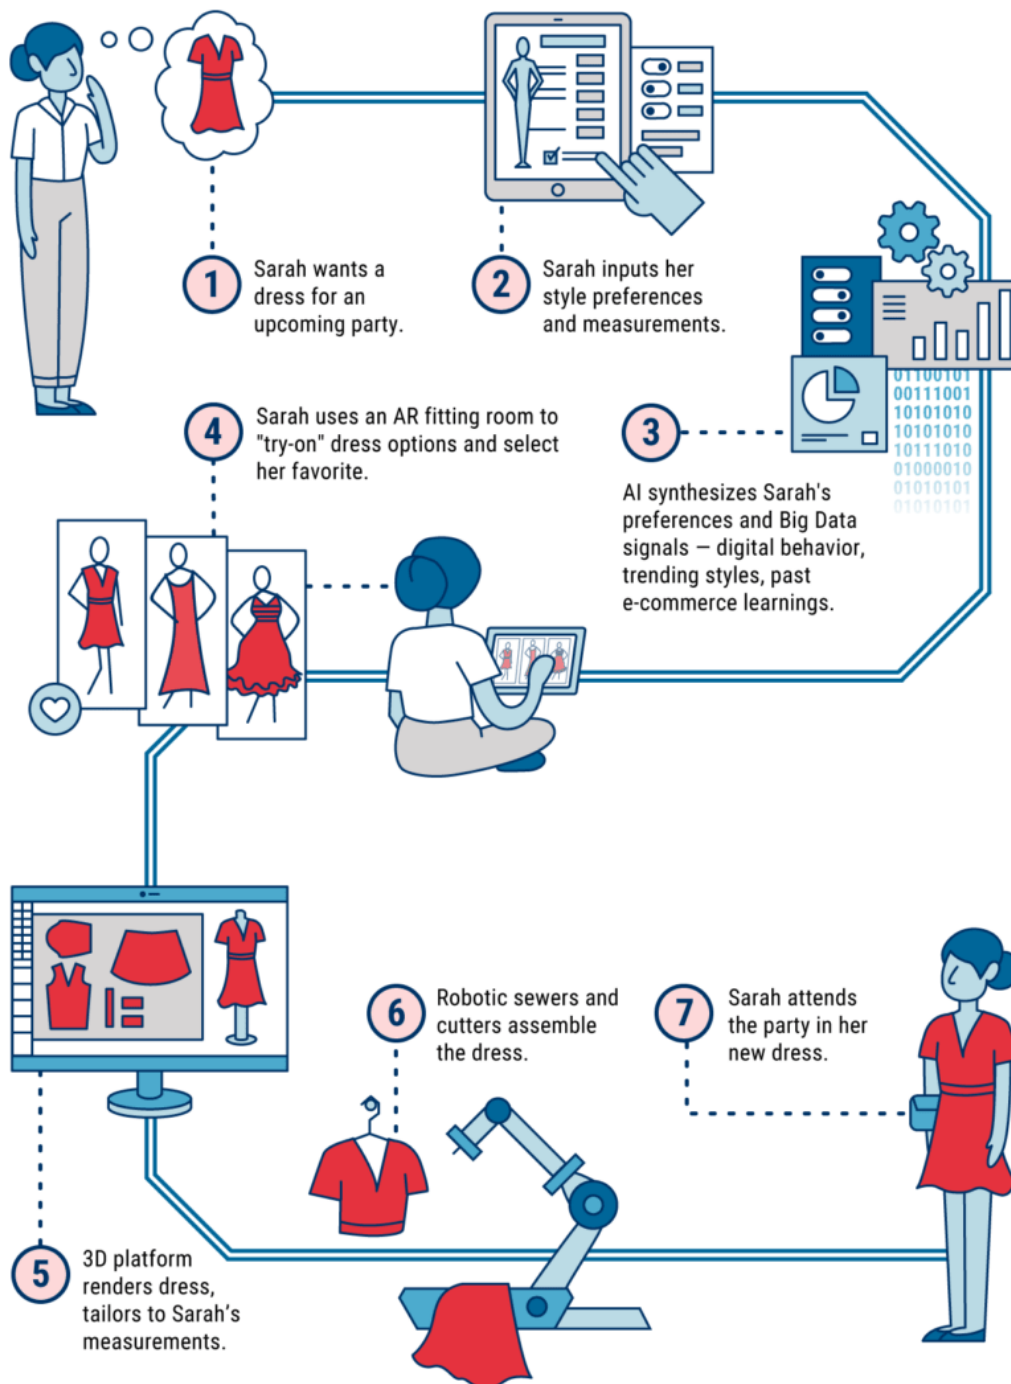 1
Sarah wants a
dress for an
upcoming party.
2
Sarah inputs her
style preferences
and measurements.
01100101
00111001
10101010
10101010
10111010
01000010
01010101
01010101
3
AI synthesizes Sarah's
preferences and Big Data
signals — digital behavior,
trending styles, past
e-commerce learnings.
4
Sarah uses an AR fitting room to
"try-on" dress options and select
her favorite.
5
3D platform
renders dress,
tailors to Sarah’s
measurements.
6
Robotic sewers and
cutters assemble
the dress.
7
Sarah attends
the party in her
new dress.